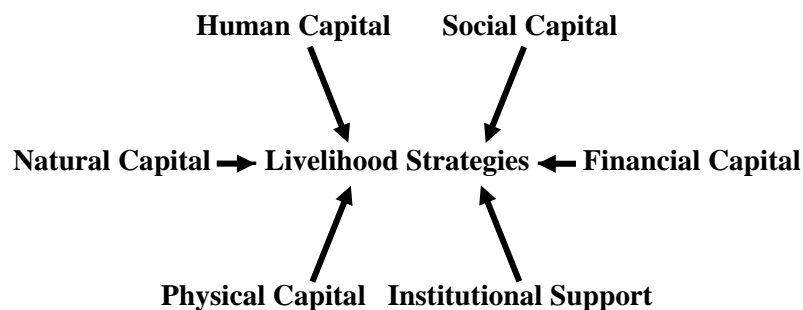 Human Capital Social Capital
Natural Capital Livelihood Strategies Financial Capital
Physical Capital Institutional Support